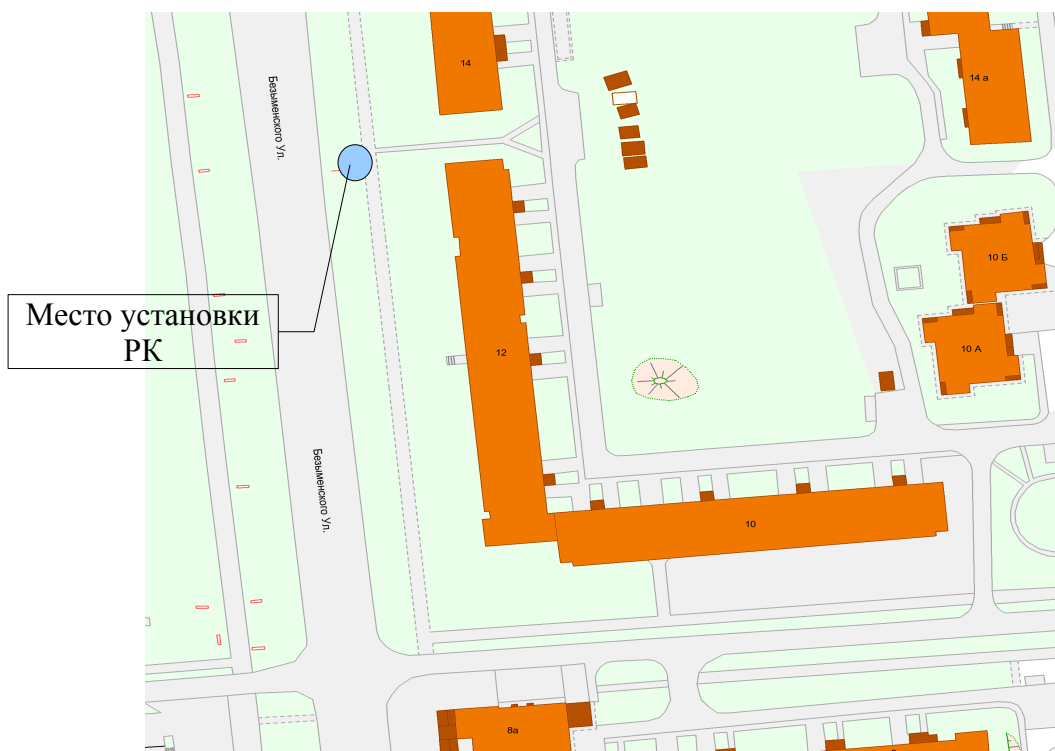 14
14 а
Безыменского Ул.
10 Б
Место установки
РК
10 А
12
Безыменского Ул.
10
8а